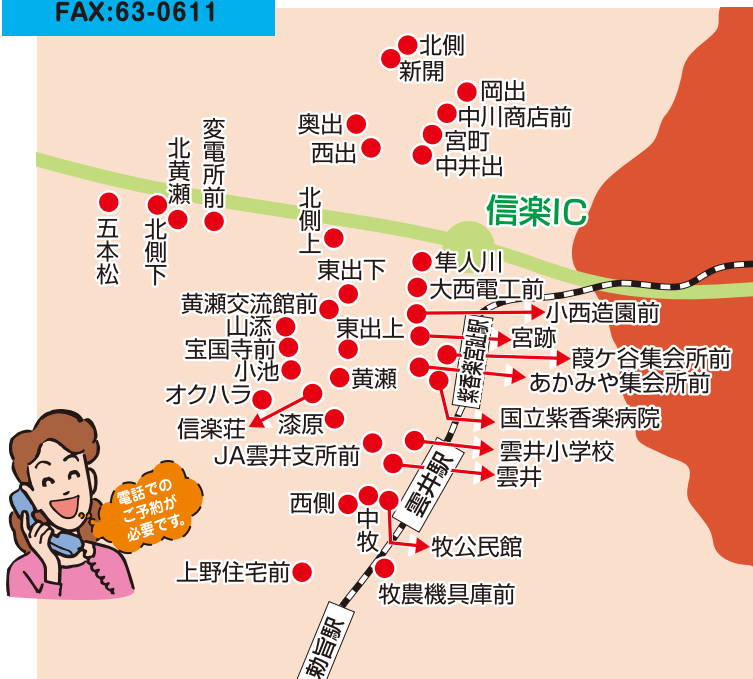 FAX:63-0611
北側
新開
岡出
中川商店前
奥出
宮町
西出
中井出
変電所前
北黄瀬
北側上
信楽IC
五本松
北側下
隼人川
東出下
大西電工前
黄瀬交流館前
小西造園前
山添
東出上
宮跡
宝国寺前
紫香楽宮跡駅
葭ケ谷集会所前
小池
黄瀬
あかみや集会所前
オクハラ
国立紫香楽病院
信楽荘
漆原
JA雲井支所前
雲井小学校
雲井
雲井駅
電話での
ご予約が
必要です。
西側
中牧
牧公民館
上野住宅前
牧農機具庫前
勅旨駅